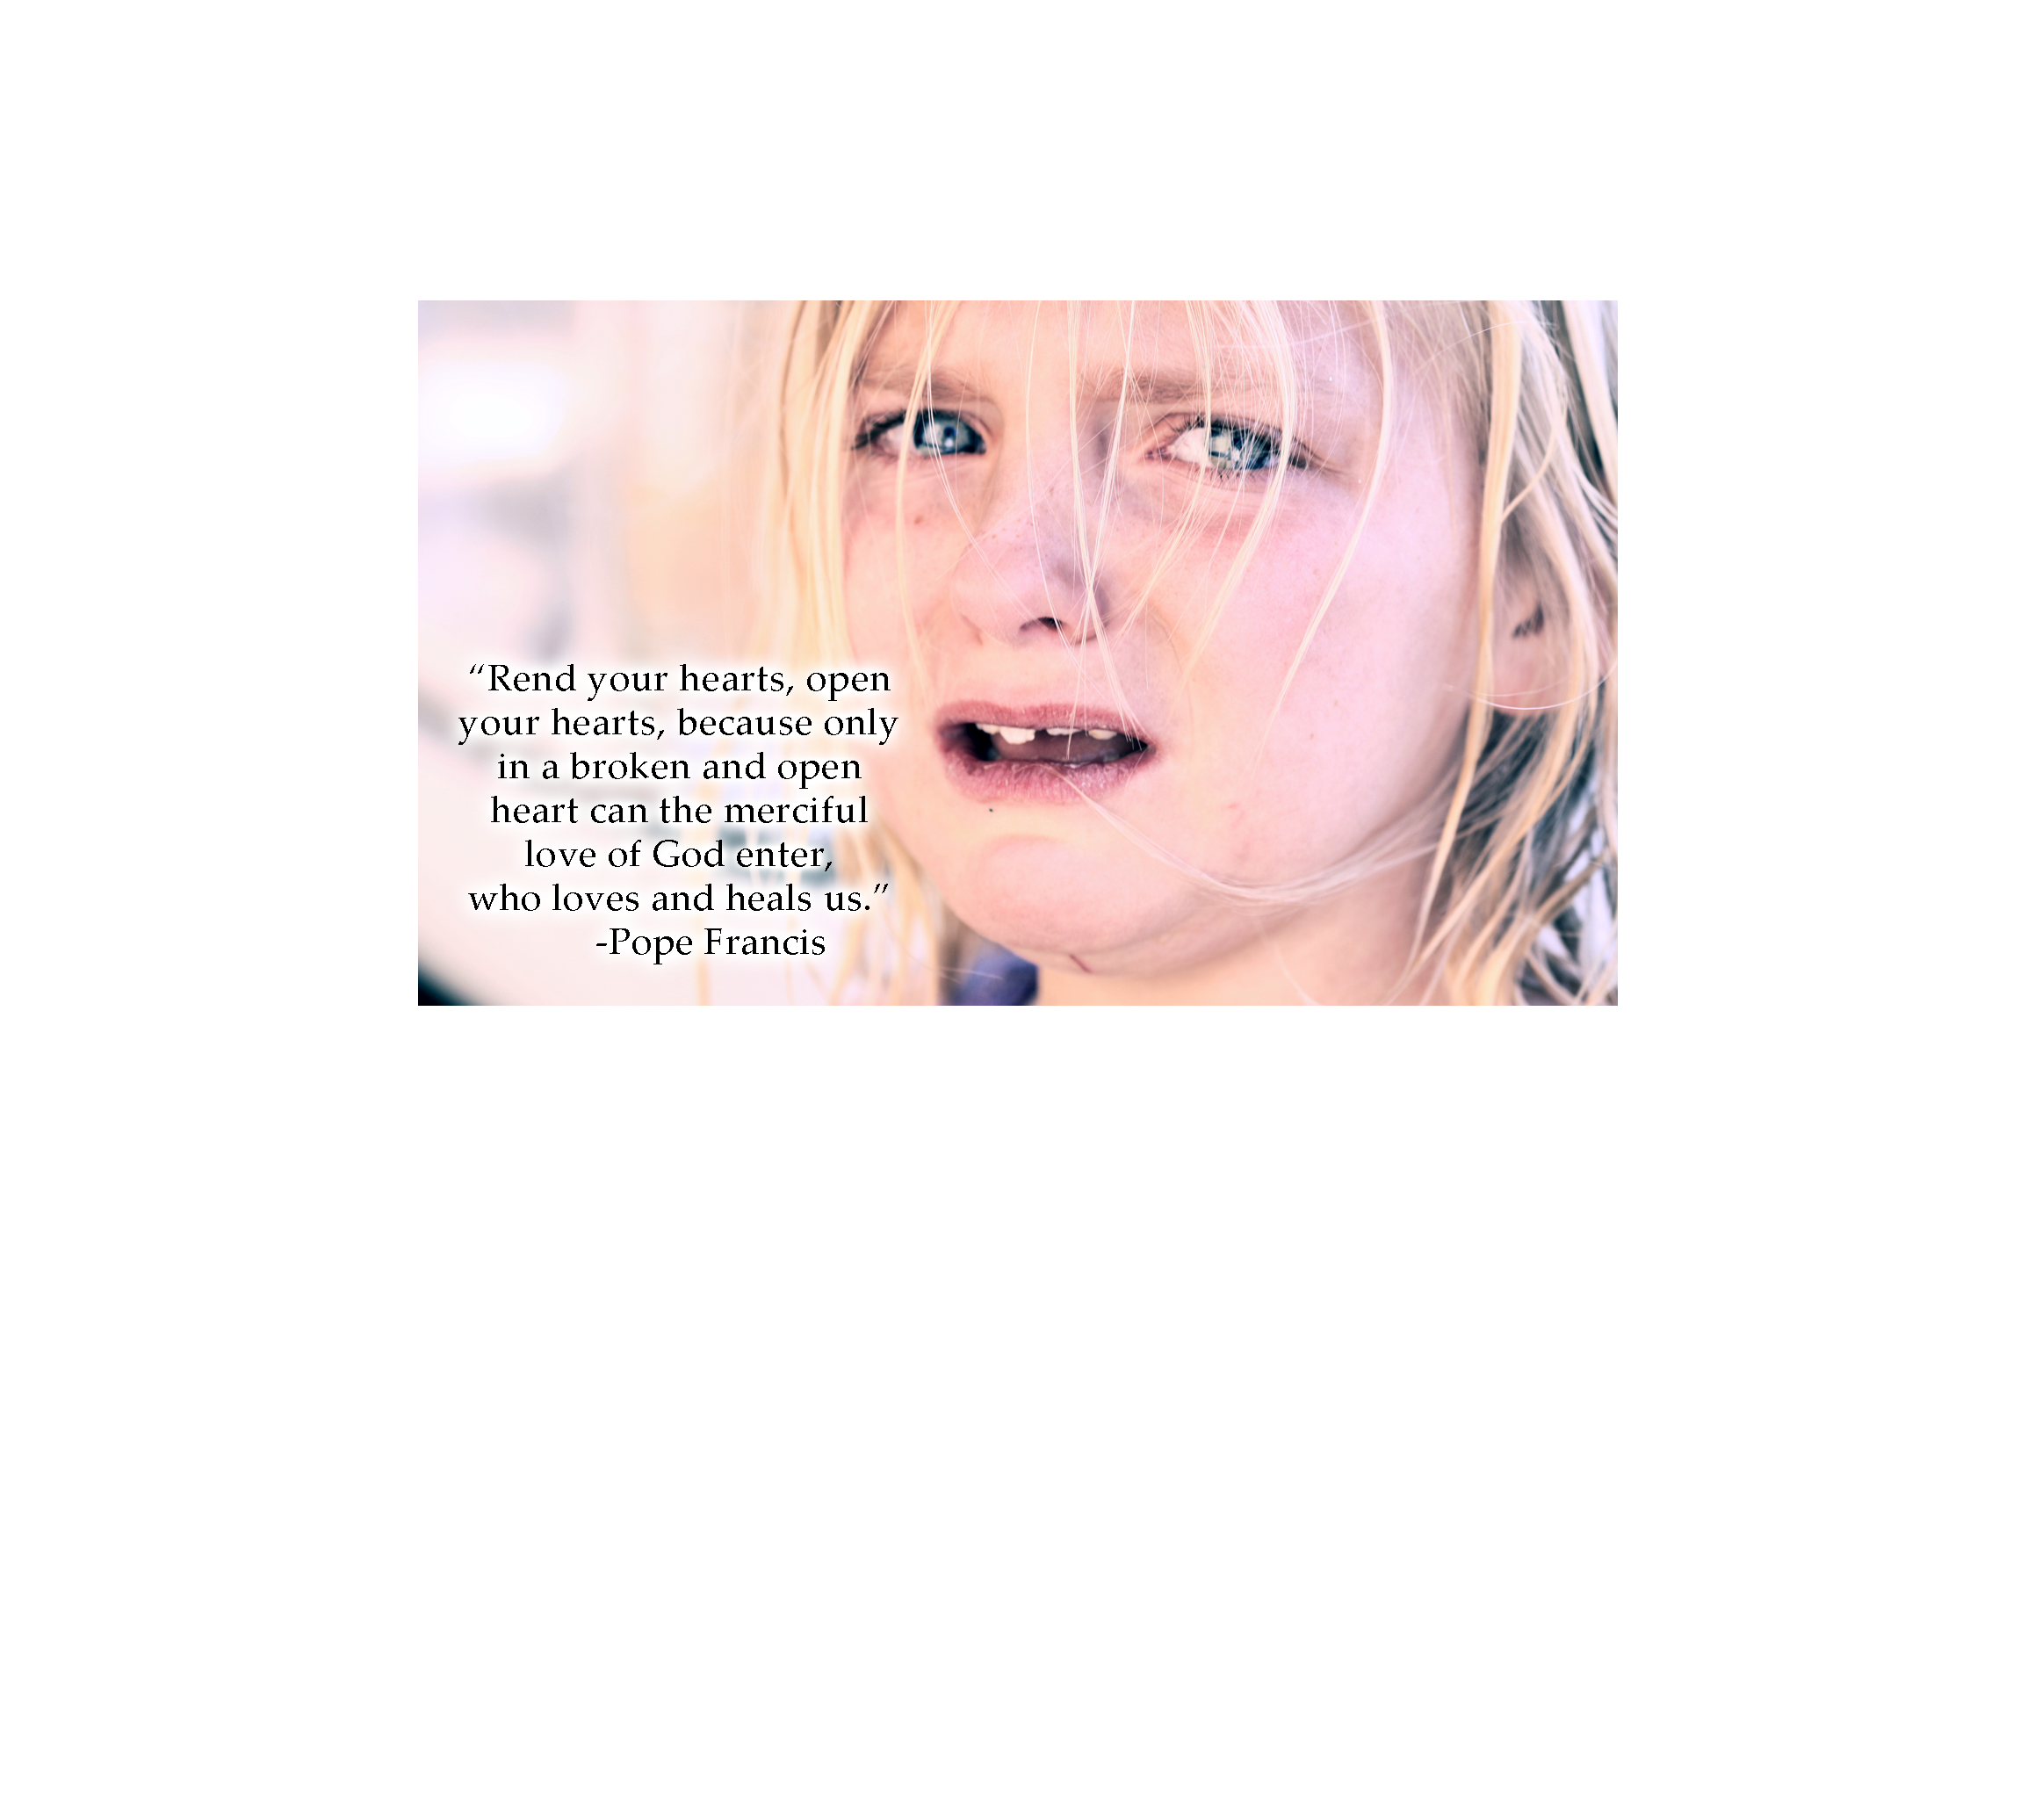 “Rend your hearts, open
your hearts, because only
in a broken and open
heart can the merciful
love of God enter,
who loves and heals us.”
-Pope Francis